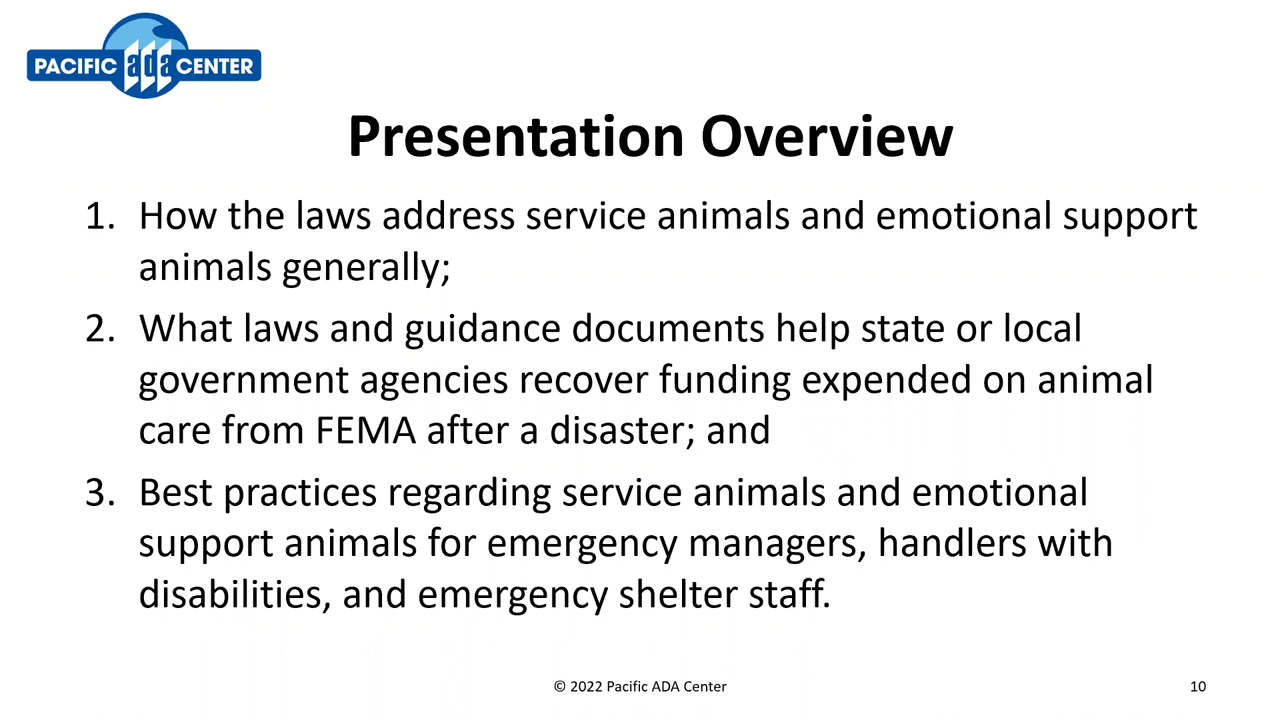 PACIFIC ada CENTER
Presentation Overview
1. How the laws address service animals and emotional support
animals generally;
2. What laws and guidance documents help state or local
government agencies recover funding expended on animal
care from FEMA after a disaster; and
3. Best practices regarding service animals and emotional
support animals for emergency managers, handlers with
disabilities, and emergency shelter staff.
© 2022 Pacific ADA Center
10